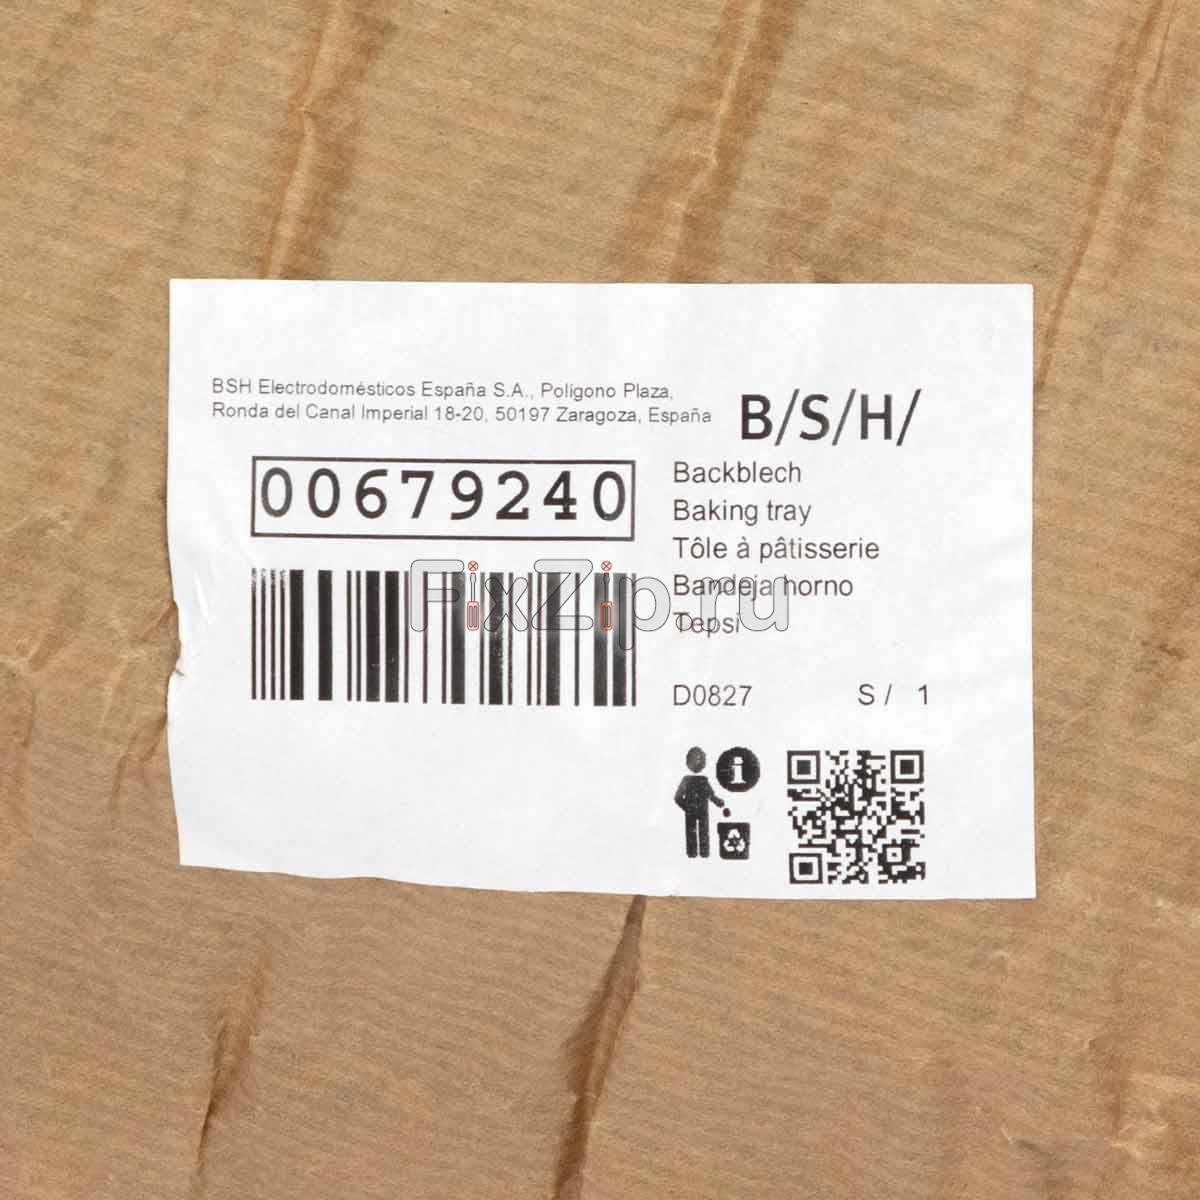 BSH Electrodomésticos España S.A., Polígono Plaza,
Ronda del Canal Imperial 18-20, 50197 Zaragoza, España
B/S/H/
00679240
Backblech
Baking tray
Tôle à pâtisserie
Bandeja horno
Tepsi
FixZip.ru
D0827 S / 1